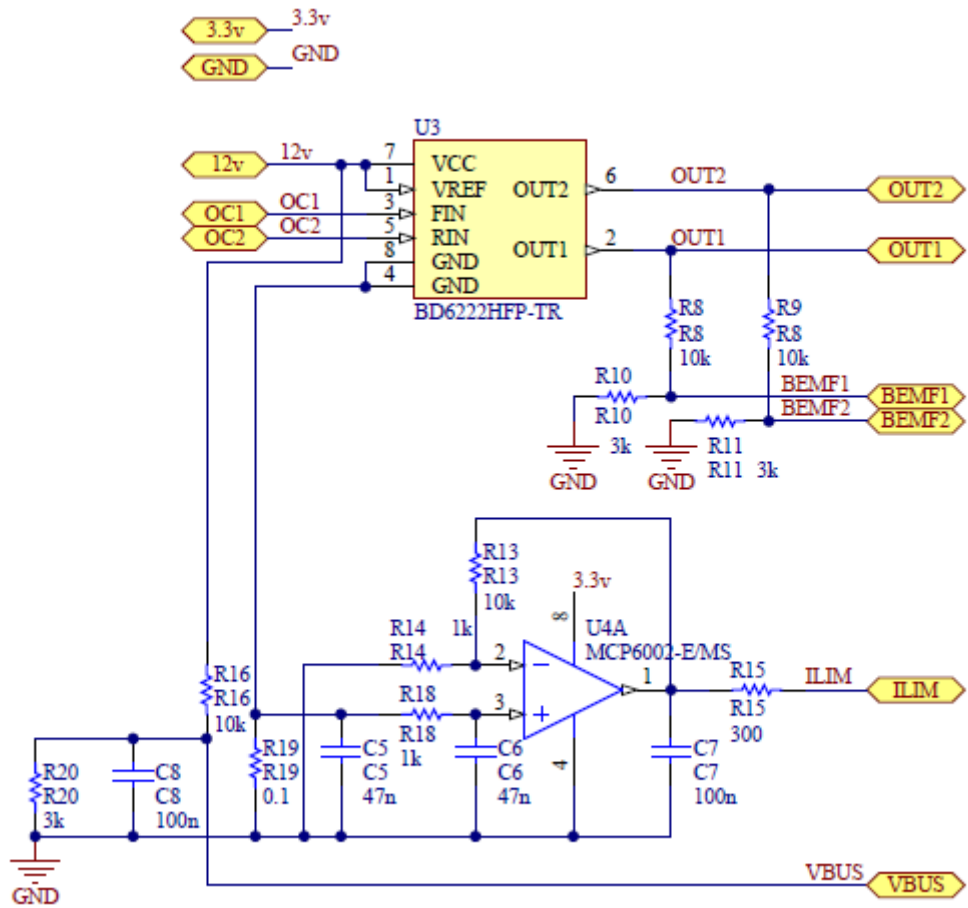 3.3v 3.3v
GND GND
U3
12v 12v 7 VCC
1 VREF OUT2 6 OUT2 OUT2
OC1 OC1 3 FIN
OC2 OC2 5 RIN
8 GND OUT1 2 OUT1 OUT1
4 GND
BD6222HFP-TR
R8 R9
R8 R8
10k 10k
R10 BEMF1 BEMF1
R10 BEMF2 BEMF2
3k R11
R11 3k
GND GND
R13
R13 3.3v
10k 8
R14 1k U4A
R14 2 MCP6002-E/MS
R16 1 R15 ILIM ILIM
R16 R18 3 R15
10k R18 300
1k
R19 C5 C6 4 C7
R19 C5 C6 C7
0.1 47n 47n 100n
R20 C8
R20 C8
3k 100n
GND
VBUS VBUS